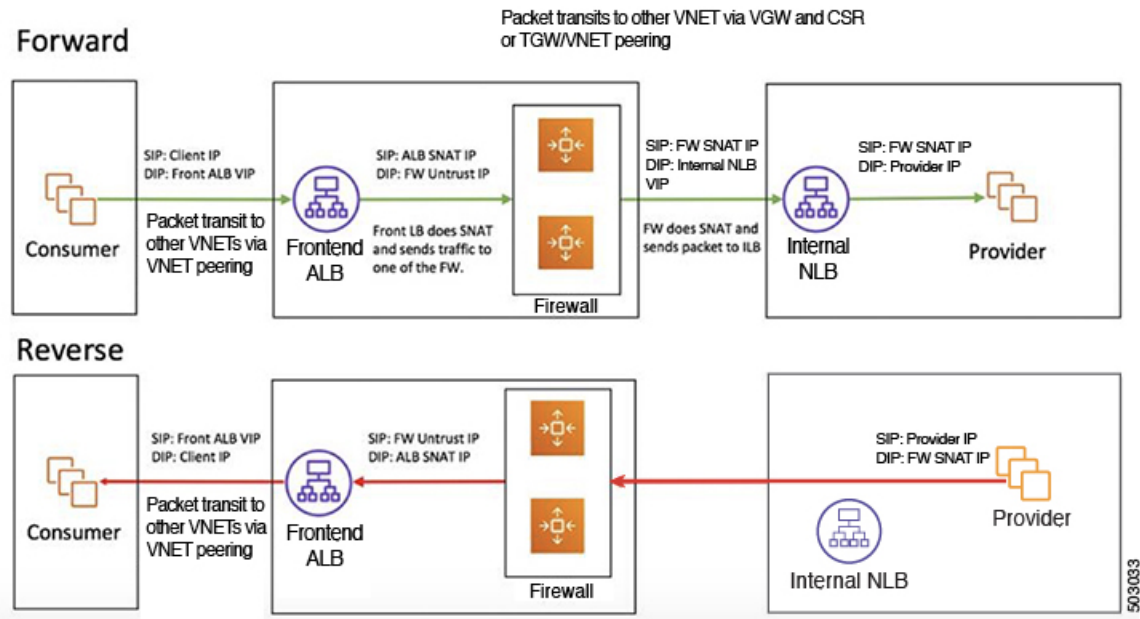 Packet transits to other VNET via VGW and CSR
or TGW/VNET peering
Forward
SIP: Client IP
DIP: Front ALB VIP
Packet transit to
other VNETs via
VNET peering
Consumer
Frontend
ALB
SIP: ALB SNAT IP
DIP: FW Untrust IP
Front LB does SNAT
and sends traffic to
one of the FW.
Firewall
SIP: FW SNAT IP
DIP: Internal NLB
VIP
FW does SNAT and
sends packet to ILB
Internal
NLB
SIP: FW SNAT IP
DIP: Provider IP
Provider
Reverse
SIP: Front ALB VIP
DIP: Client IP
Packet transit to
other VNETs via
VNET peering
Consumer
Frontend
ALB
SIP: FW Untrust IP
DIP: ALB SNAT IP
Firewall
SIP: Provider IP
DIP: FW SNAT IP
Provider
Internal NLB
503033